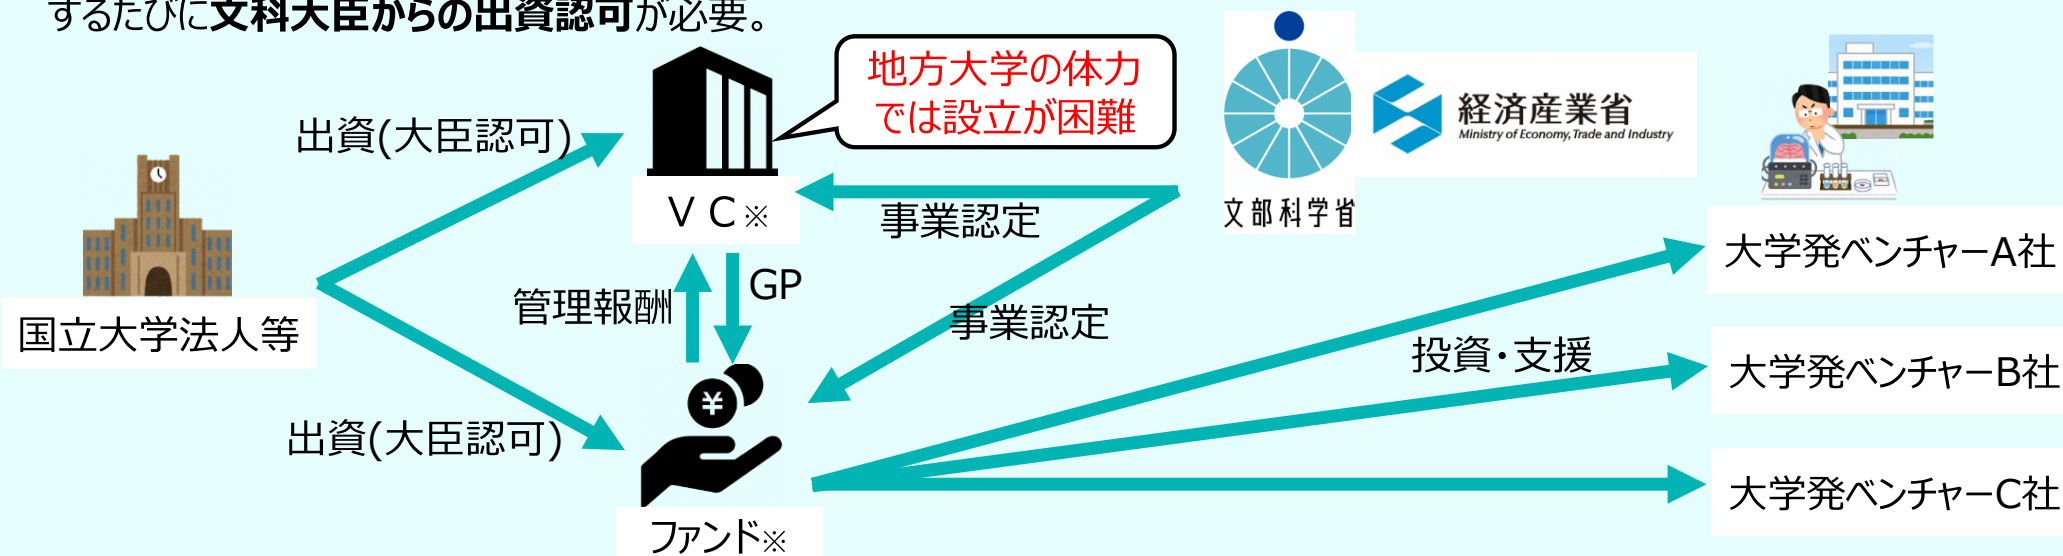 するたびに文科大臣からの出資認可が必要。
地方大学の体力
では設立が困難
出資(大臣認可)
経済産業省
Ministry of Economy, Trade and Industry
文部科学省
ＶＣ※
事業認定
大学発ベンチャーA社
GP
管理報酬
事業認定
国立大学法人等
投資・支援
大学発ベンチャーB社
¥
出資(大臣認可)
大学発ベンチャーC社
ファンド※